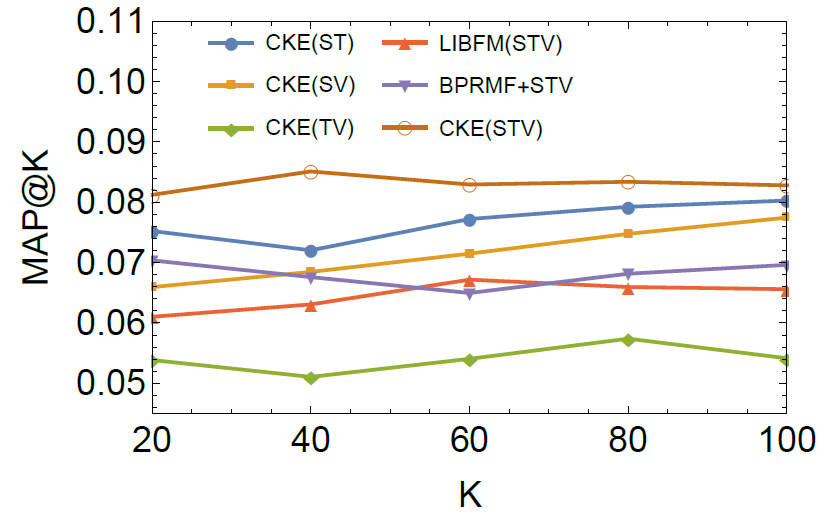 0.11
0.10
0.09
0.08
0.07
0.06
0.05
MAP@K
CKE(ST)
LIBFM(STV)
CKE(SV)
BPRMF+STV
CKE(TV)
CKE(STV)
20 40 60 80 100
K